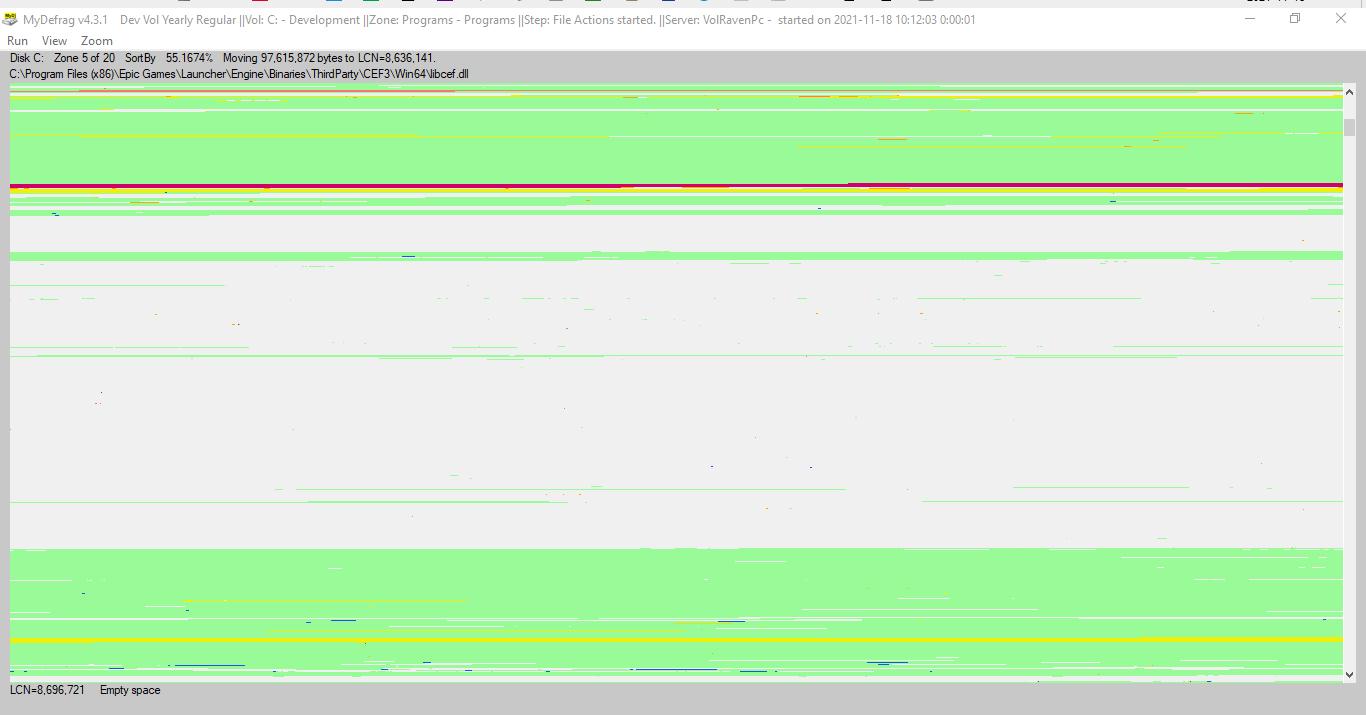 MyDefrag v4.3.1 Dev Vol Yearly Regular ||Vol: C: - Development ||Zone: Programs - Programs ||Step: File Actions started. ||Server: VolRavenPc - started on 2021-11-18 10:12:03 0:00:01
Run View Zoom
Disk C: Zone 5 of 20 SortBy 55.1674% Moving 97,615,872 bytes to LCN=8,636,141.
C:\Program Files (x86)\Epic Games\Launcher\Engine\Binaries\ThirdParty\CEF3\Win64\libcef.dll
LCN=8,696,721 Empty space